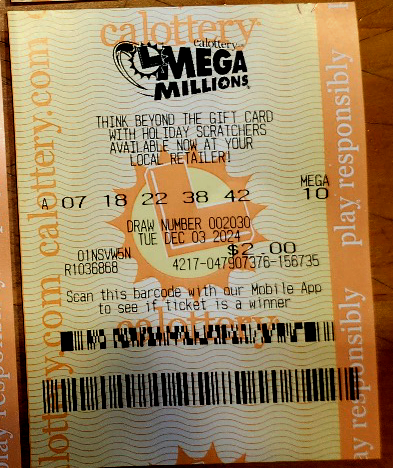 calottery
calottery
MEGA
MILLIONS
THINK BEYOND THE GIFT CARD
WITH HOLIDAY SCRATCHERS
AVAILABLE NOW AT YOUR
LOCAL RETAILER!
MEGA
A 07 18 22 38 42 10
DRAW NUMBER 002030
TUE DEC 03 2024
01NSVW5N $2.00
R1036868 4217-047907376-156735
Scan this barcode with our Mobile App
to see if ticket is a winner
calottery
calottery.com
calottery.com
play responsibly
play responsibly